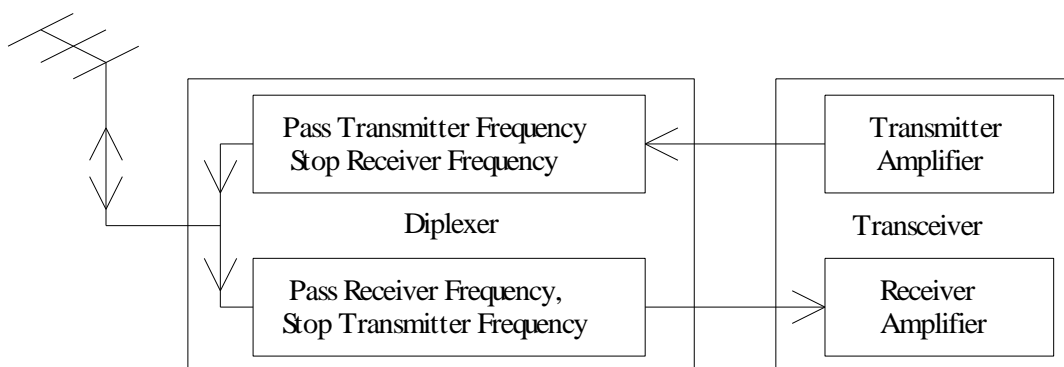 Pass Transmitter Frequency
Stop Receiver Frequency
Transmitter
Amplifier
Diplexer
Transceiver
Pass Receiver Frequency,
Stop Transmitter Frequency
Receiver
Amplifier